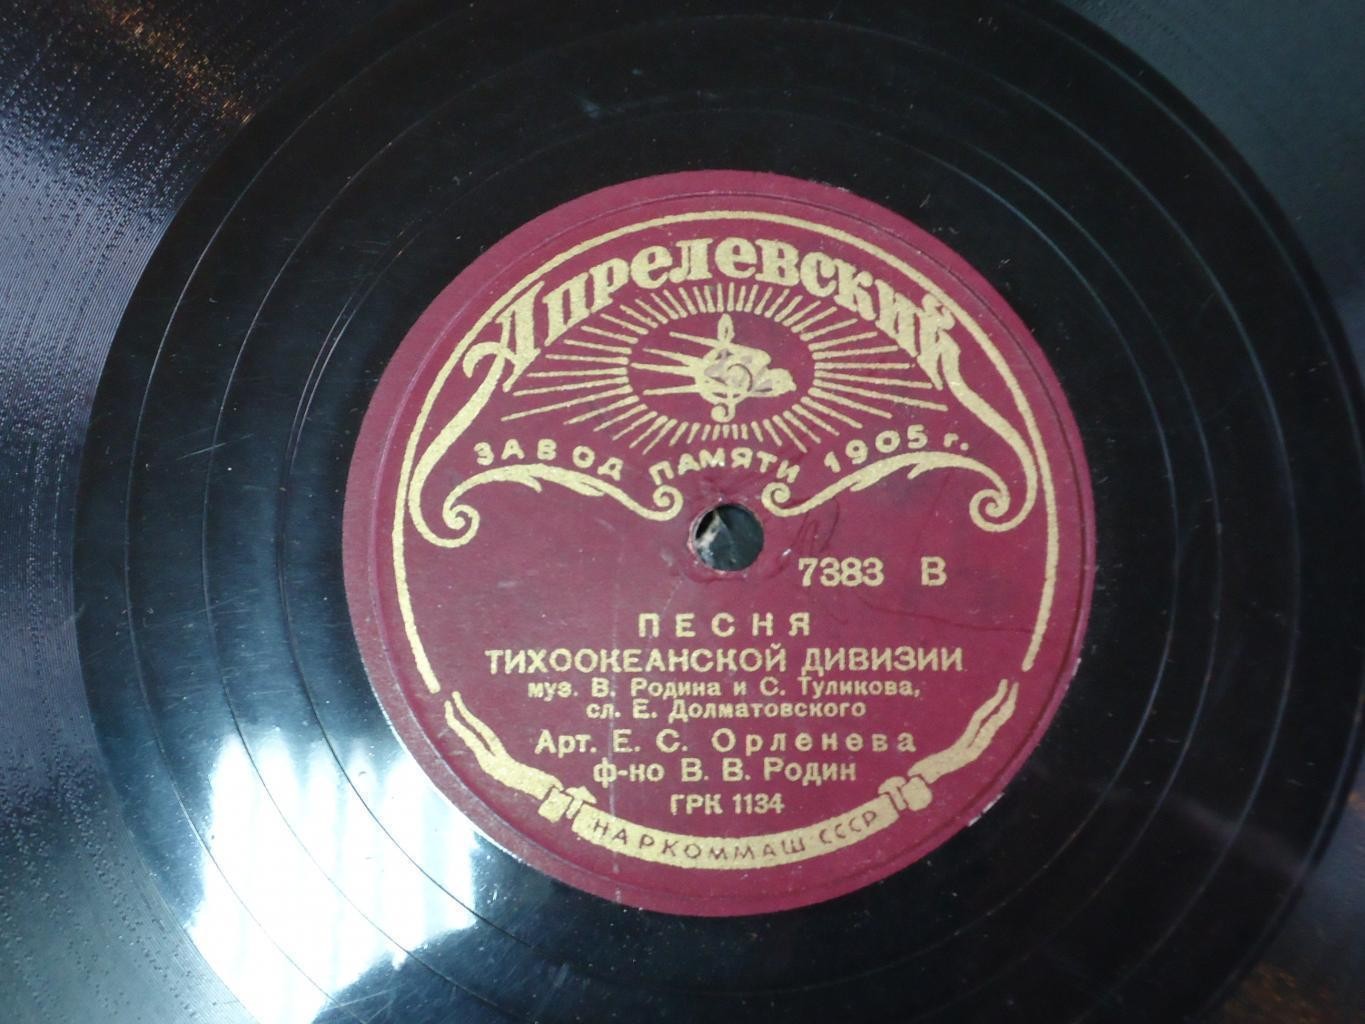 Апрелевский
ЗАВОД ПАМЯТИ 1905 г.
7383 В
ПЕСНЯ
ТИХООКЕАНСКОЙ ДИВИЗИИ
муз. В. Родина и С. Туликова,
сл. Е. Долматовского
Арт. Е. С. Орленева
ф-но В. В. Родин
ГРК 1134
НАРКОММАШ·СССР